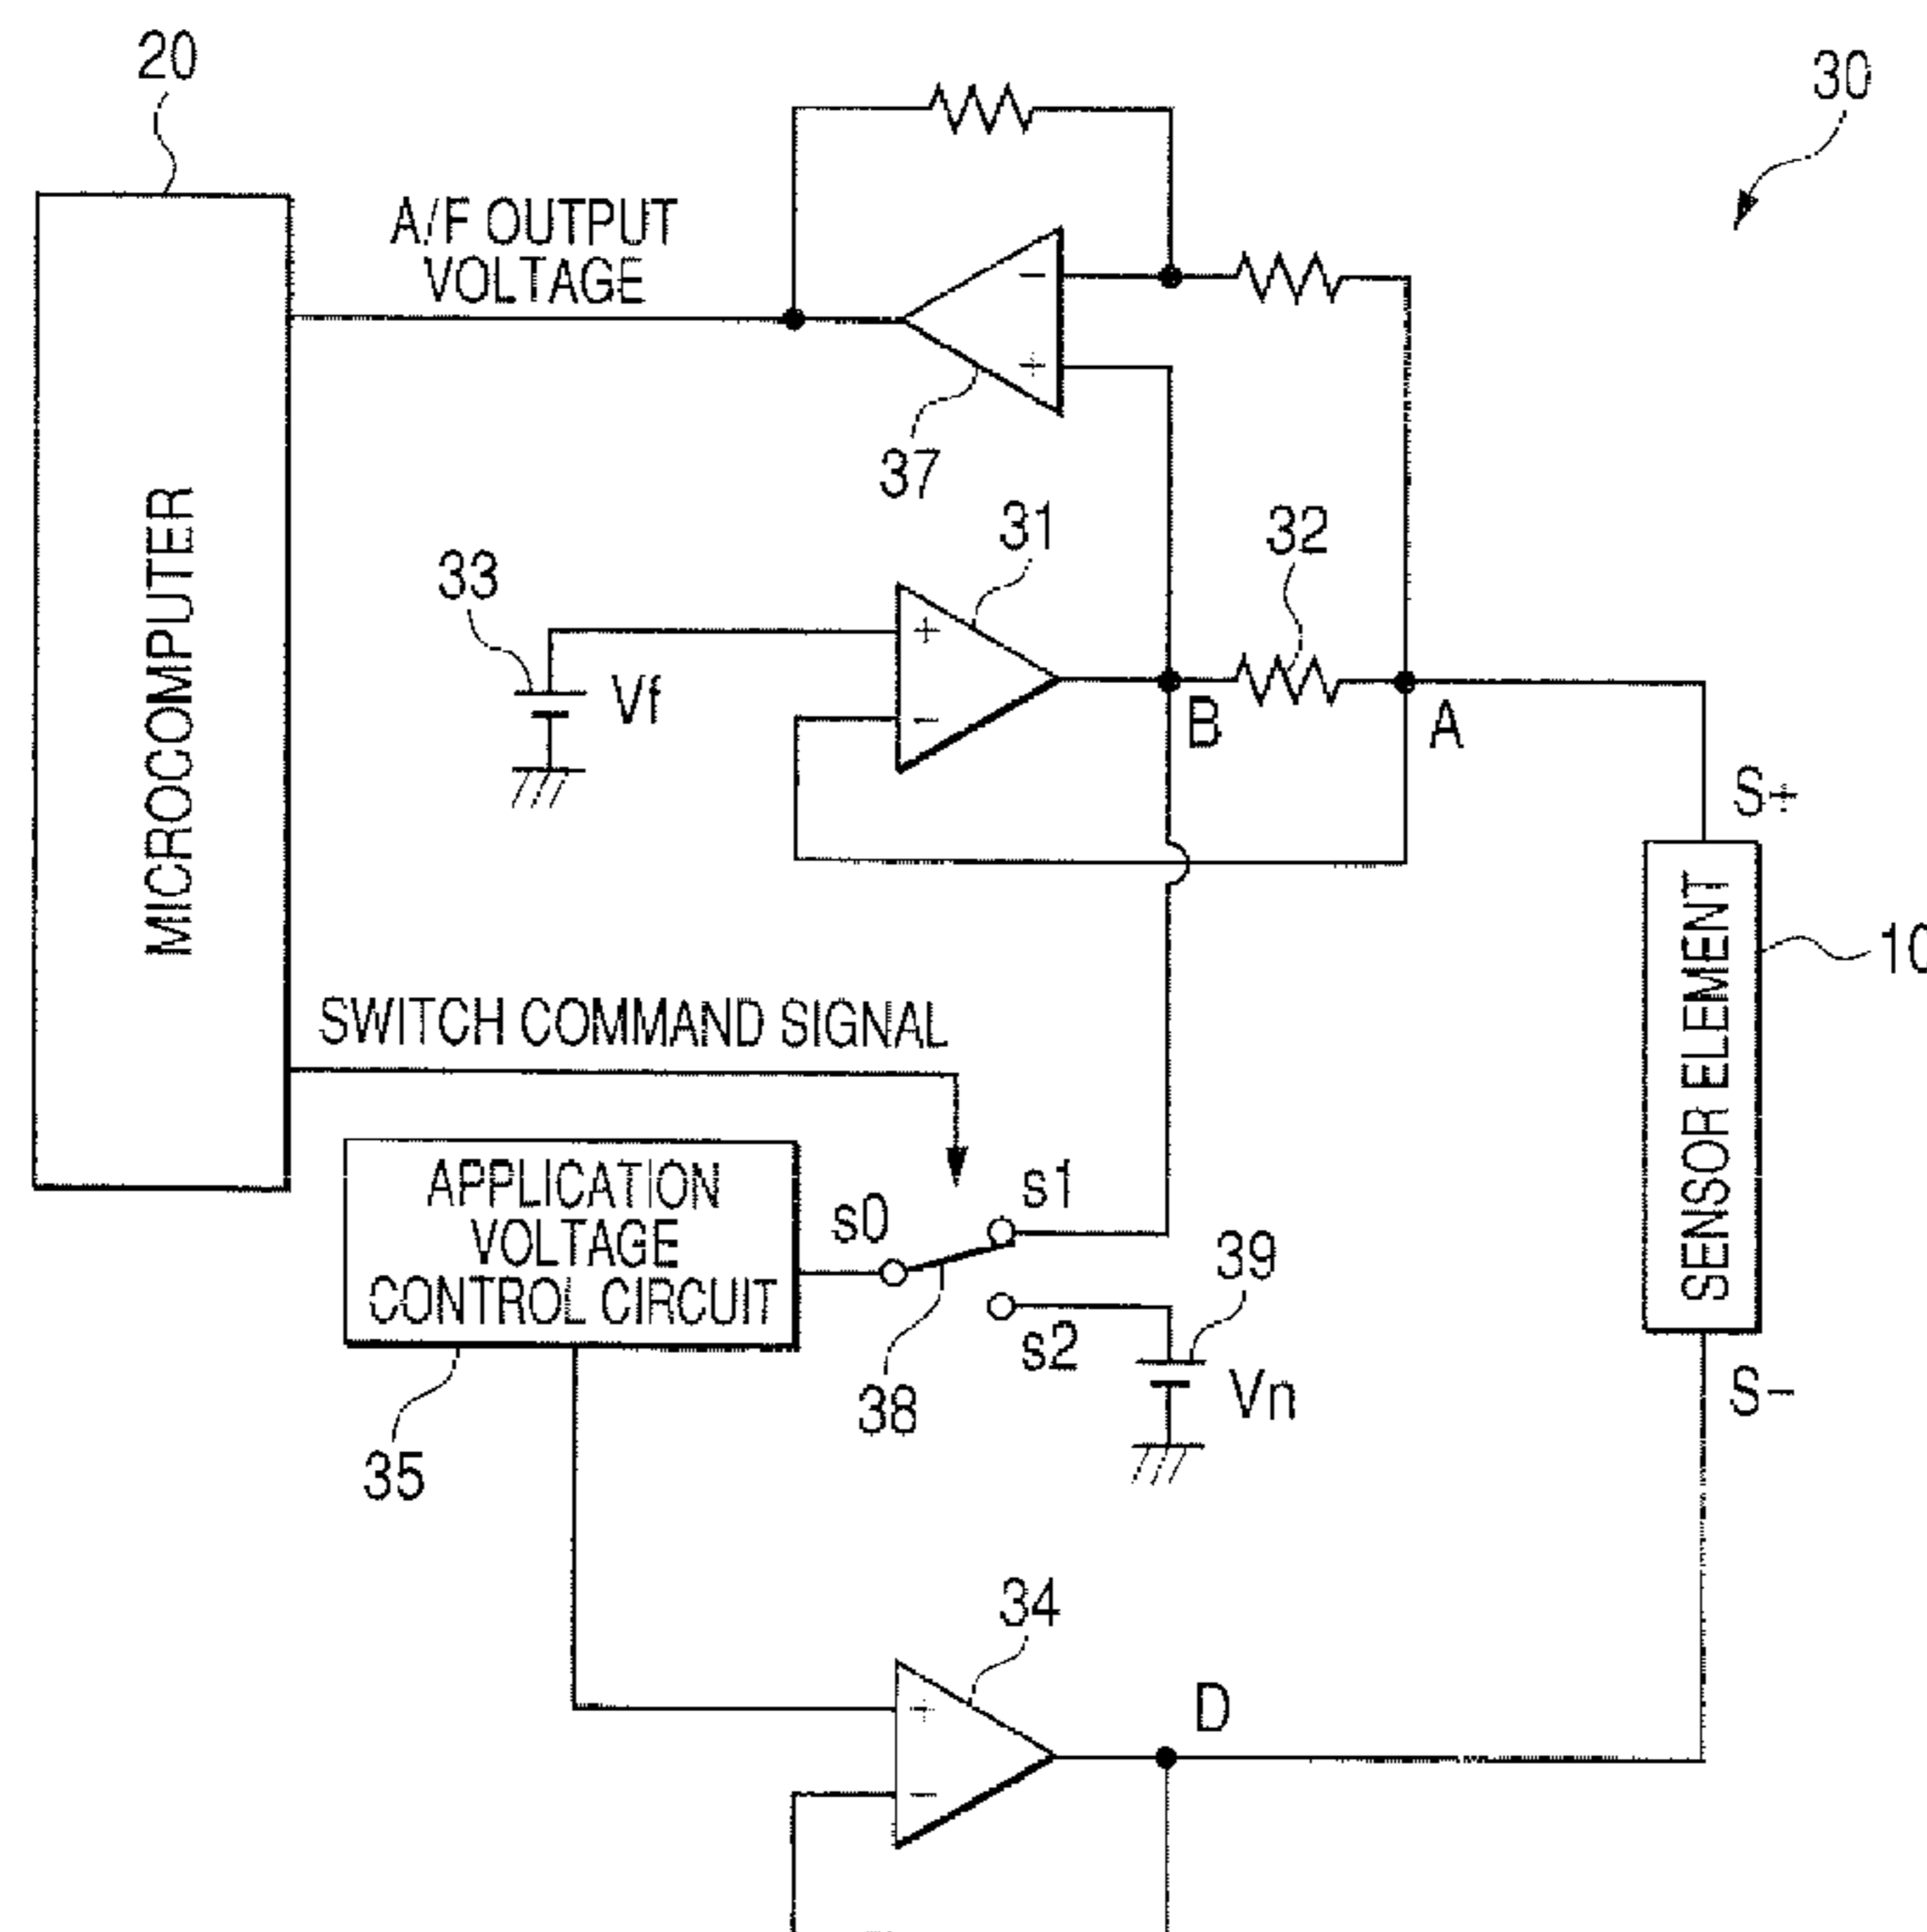 20
30
A/F OUTPUT
VOLTAGE
−
+
37
MICROCOMPUTER
31
32
33
+
Vf
−
B
A
S+
SENSOR ELEMENT
10
SWITCH COMMAND SIGNAL
APPLICATION
VOLTAGE
CONTROL CIRCUIT
s0
s1
39
s2
38
Vn
S−
35
34
+
D
−